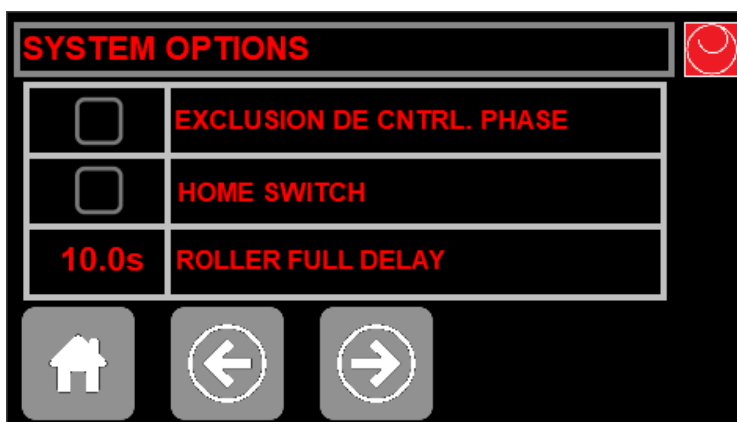 SYSTEM OPTIONS
EXCLUSION DE CNTRL. PHASE
HOME SWITCH
10.0s ROLLER FULL DELAY